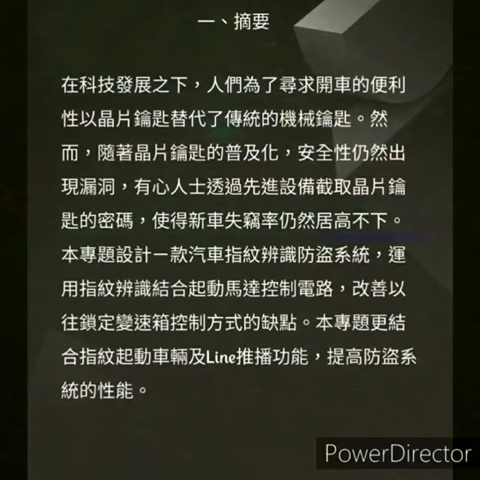 一、摘要
在科技發展之下，人們為了尋求開車的便利
性以晶片鑰匙替代了傳統的機械鑰匙。然
而，隨著晶片鑰匙的普及化，安全性仍然出
現漏洞，有心人士透過先進設備截取晶片鑰
匙的密碼，使得新車失竊率仍然居高不下。
本專題設計一款汽車指紋辨識防盜系統，運
用指紋辨識結合起動馬達控制電路，改善以
往鎖定變速箱控制方式的缺點。本專題更結
合指紋起動車輛及Line推播功能，提高防盜系
統的性能。
PowerDirector